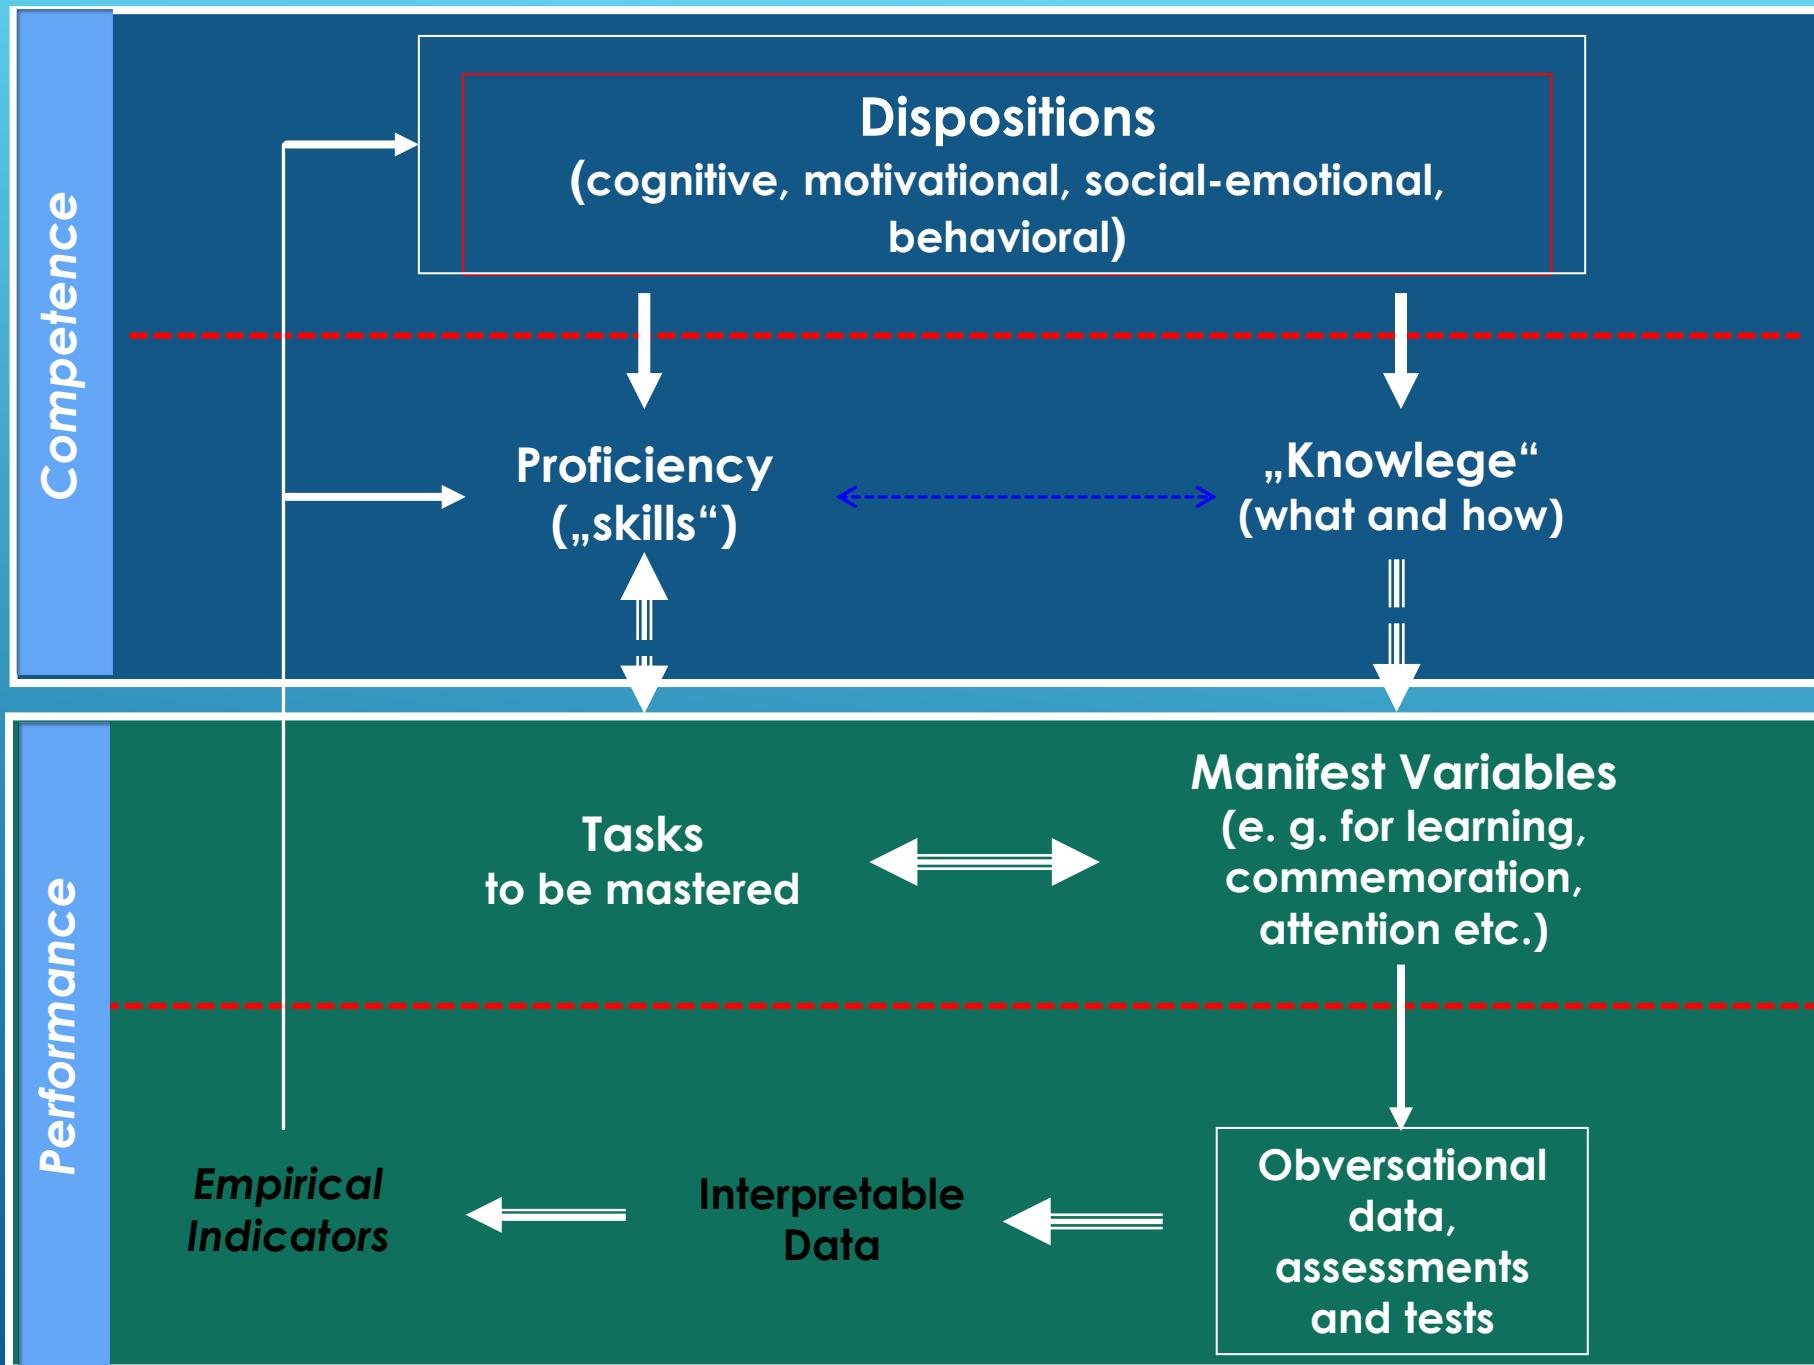 Competence
Dispositions
(cognitive, motivational, social-emotional,
behavioral)
Proficiency
(„skills“)
„Knowlege“
(what and how)
Performance
Tasks
to be mastered
Manifest Variables
(e. g. for learning,
commemoration,
attention etc.)
Empirical
Indicators
Interpretable
Data
Obversational
data,
assessments
and tests